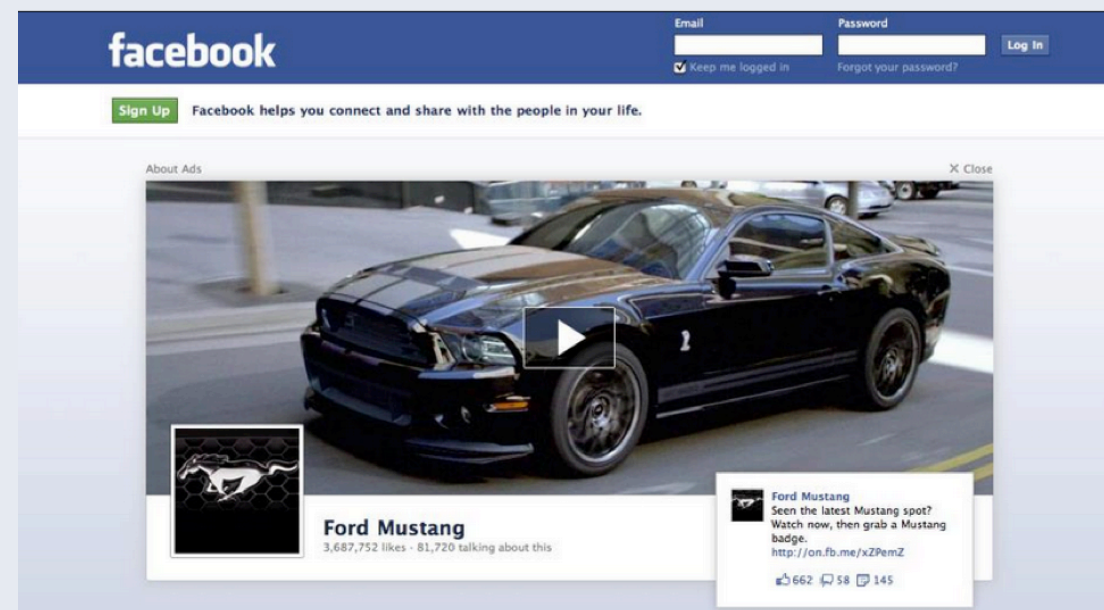 facebook
Email
Password
Log In
Keep me logged in
Forgot your password?
Sign Up
Facebook helps you connect and share with the people in your life.
About Ads
X Close
Ford Mustang
3,687,752 likes · 81,720 talking about this
Ford Mustang
Seen the latest Mustang spot?
Watch now, then grab a Mustang
badge.
http://on.fb.me/xZPemZ
662 58 145